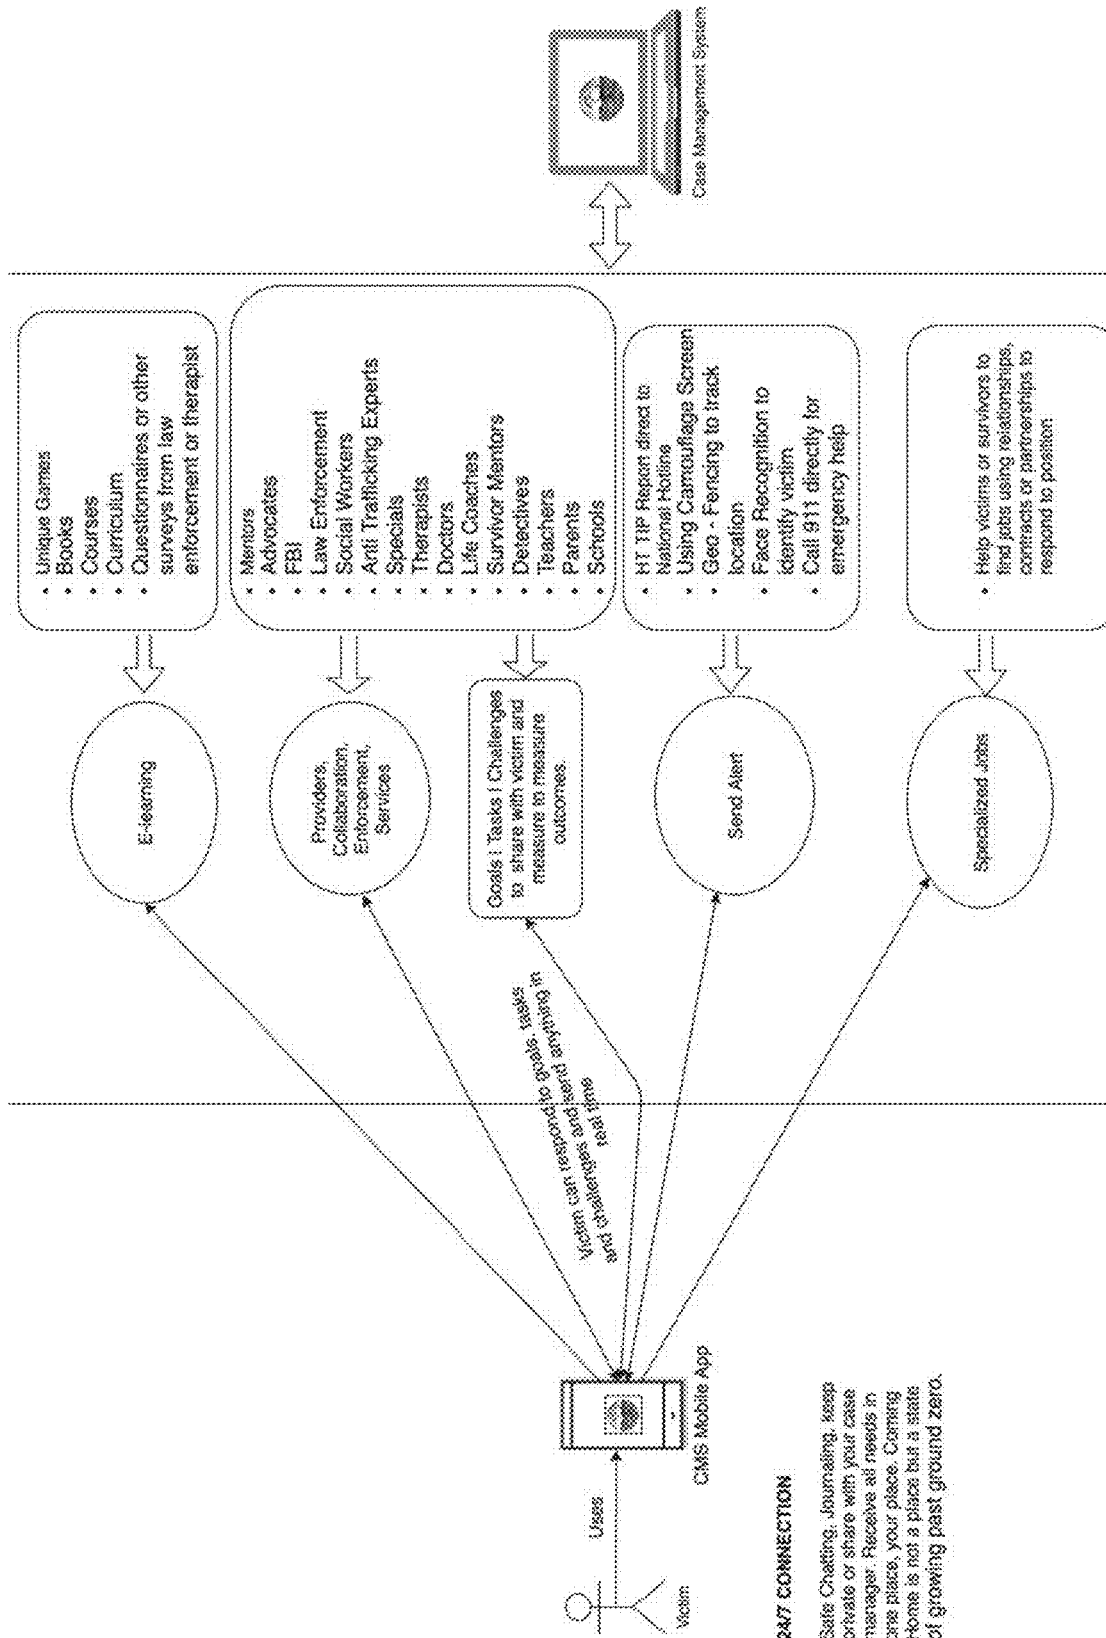 Victim
Uses
CMS Mobile App
24/7 CONNECTION
Safe Chatting, Journaling, keep
private or share with your case
manager. Receive all needs in
one place, your place. Coming
Home is not a place but a state
of growing past ground zero.
Victim can respond to goals, tasks
and challenges and send anything in
real time
E-learning
Providers,
Collaboration,
Enforcement,
Services
Goals | Tasks | Challenges
to share with victim and
measure to measure
outcomes.
Send Alert
Specialized Jobs
• Unique Games
• Books
• Courses
• Curriculum
• Questionnaires or other
surveys from law
enforcement or therapist
• Mentors
• Advocates
• FBI
• Law Enforcement
• Social Workers
• Anti Trafficking Experts
• Specials
• Therapists
• Doctors
• Life Coaches
• Survivor Mentors
• Detectives
• Teachers
• Parents
• Schools
• HT TIP Report direct to
National Hotline
• Using Camouflage Screen
• Geo - Fencing to track
location
• Face Recognition to
identify victim
• Call 911 directly for
emergency help
• Help victims or survivors to
find jobs using relationships,
contracts or partnerships to
respond to position
Case Management System